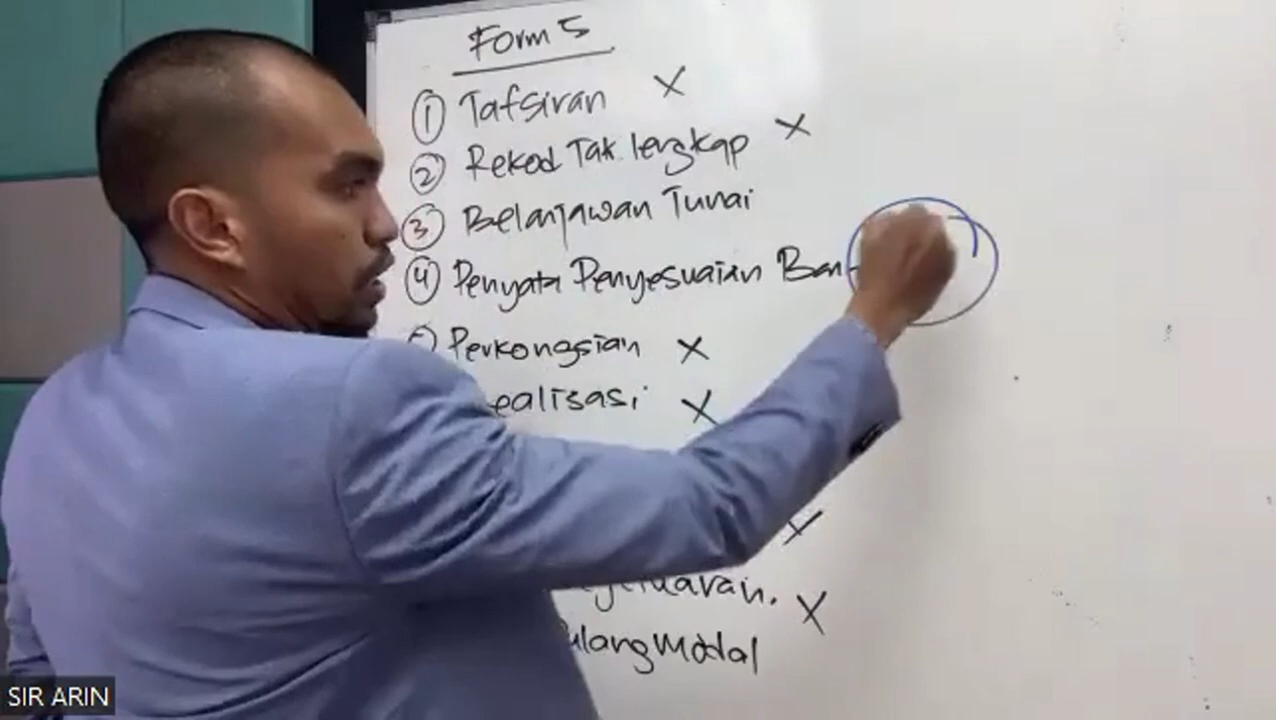 Form 5
① Tafsiran X
② Rekod Tak lengkap X
③ Belanjawan Tunai
④ Penyata Penyesuaian Ban
Perkongsian X
ealisasi X
X
X
SIR ARIN